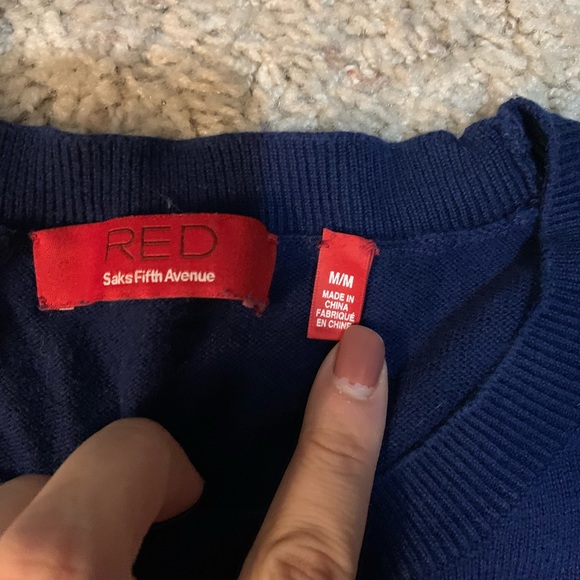 RED
Saks Fifth Avenue
M/M
MADE IN
CHINA
FABRIQUÉ
EN CHINE